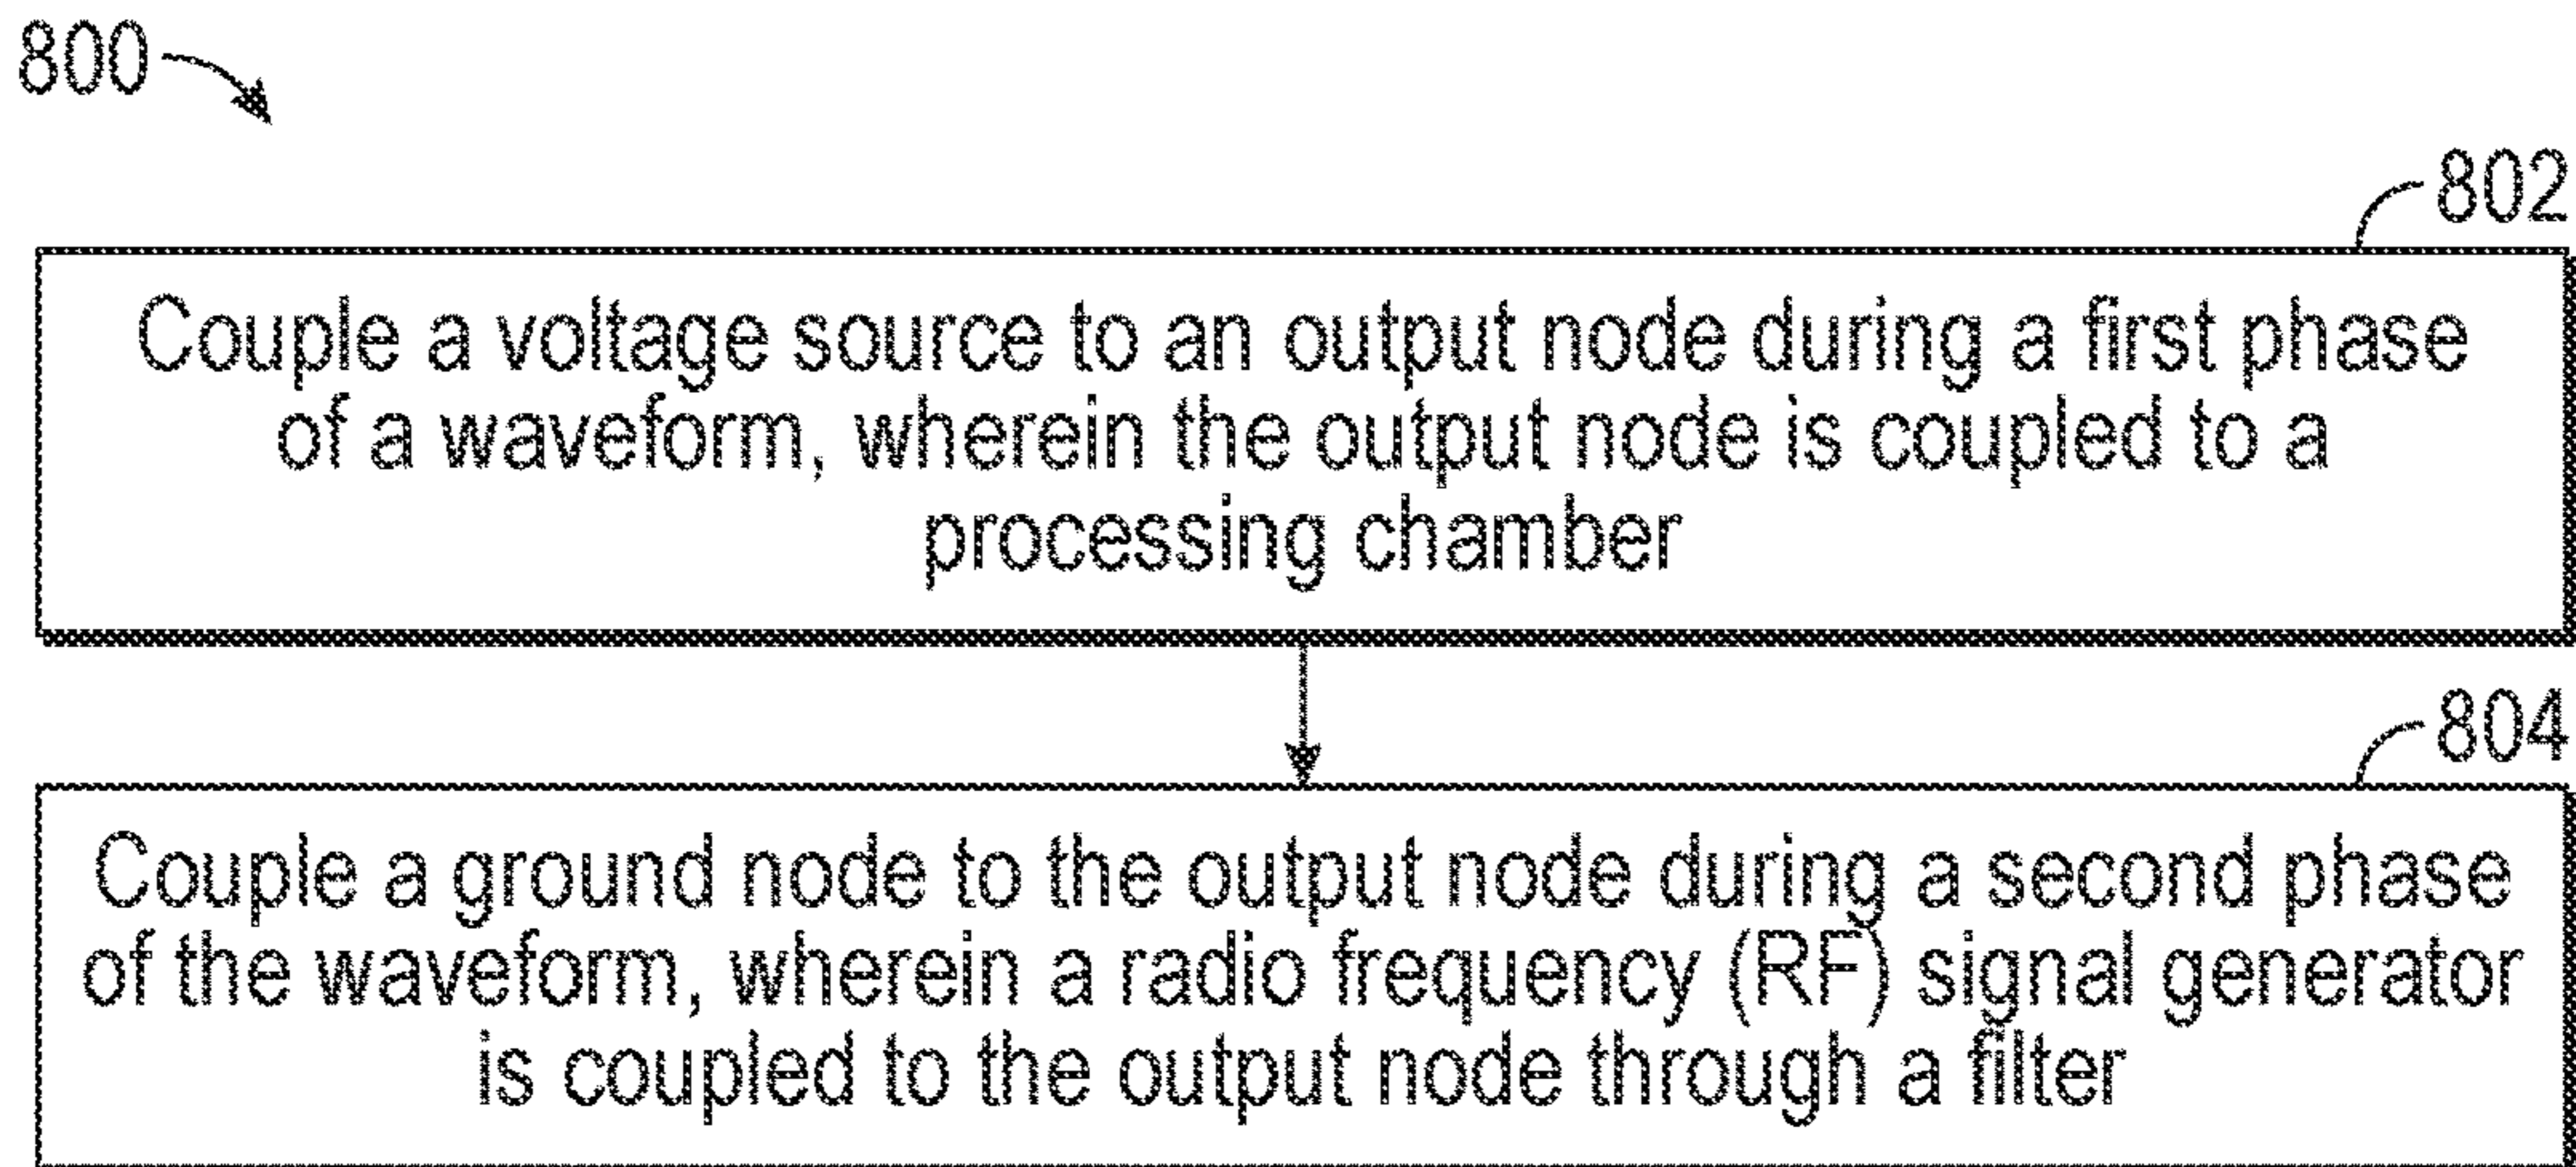 800
802
Couple a voltage source to an output node during a first phase
of a waveform, wherein the output node is coupled to a
processing chamber
804
Couple a ground node to the output node during a second phase
of the waveform, wherein a radio frequency (RF) signal generator
is coupled to the output node through a filter